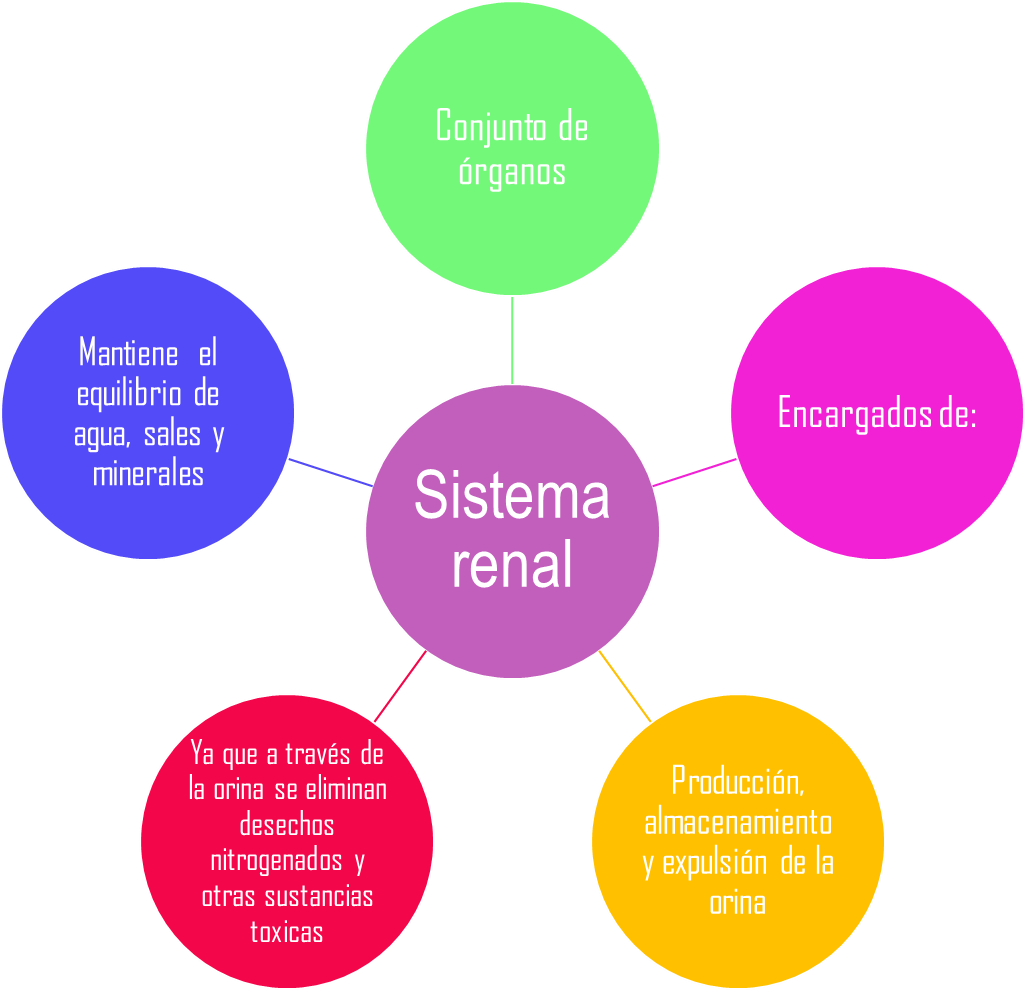 Conjunto de
órganos
Encargados de:
Producción,
almacenamiento
y expulsión de la
orina
Ya que a través de
la orina se eliminan
desechos
nitrogenados y
otras sustancias
toxicas
Mantiene el
equilibrio de
agua, sales y
minerales
Sistema
renal